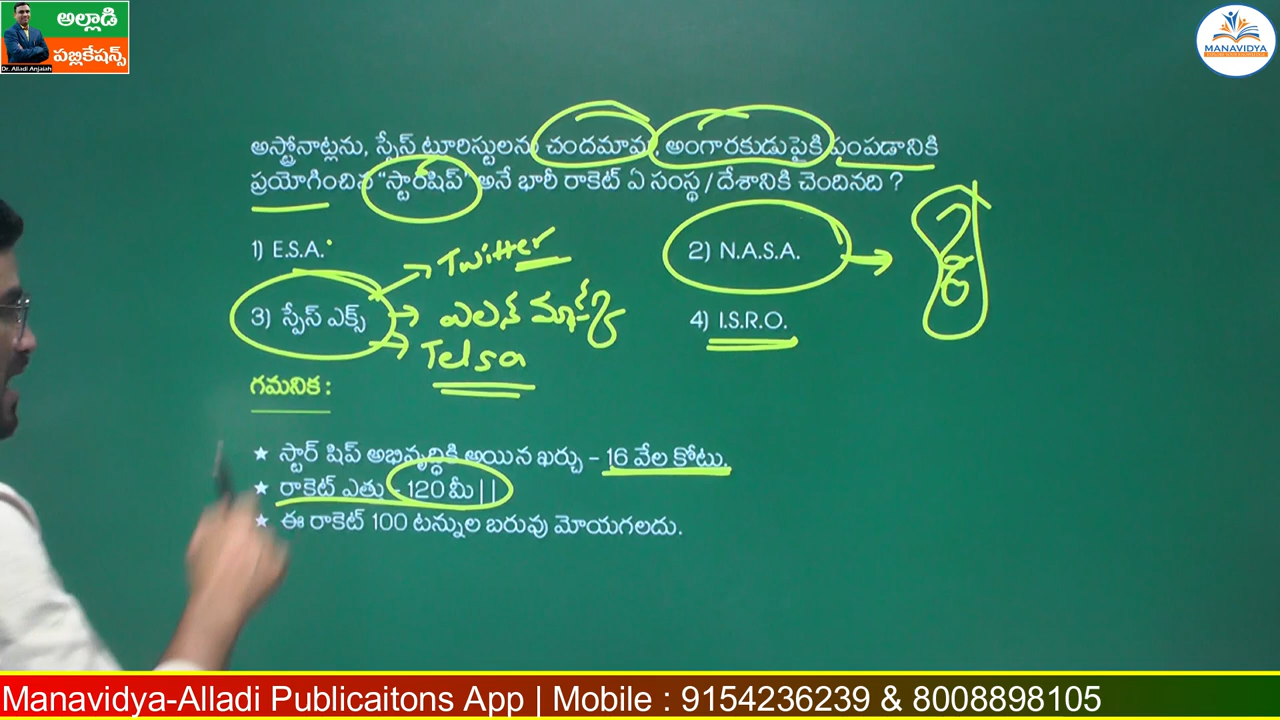 అల్లాడి
పబ్లికేషన్స్
Dr. Alladi Anjaiah
MANAVIDYA
అస్ట్రోనాట్లను, స్పేస్ టూరిస్టులను చందమామ, అంగారకుడుపైకి పంపడానికి
ప్రయోగించిన "స్టార్‌షిప్" అనే భారీ రాకెట్ ఏ సంస్థ / దేశానికి చెందినది ?
1) E.S.A.
2) N.A.S.A.
Twitter
3) స్పేస్ ఎక్స్
ఎలన్ మాస్క్
4) I.S.R.O.
Telsa
గమనిక :
★ స్టార్ షిప్ అభివృద్ధికి అయిన ఖర్చు - 16 వేల కోట్లు.
★ రాకెట్ ఎతు - 120 మీ||
★ ఈ రాకెట్ 100 టన్నుల బరువు మోయగలదు.
Manavidya-Alladi Publicaitons App | Mobile : 9154236239 & 8008898105